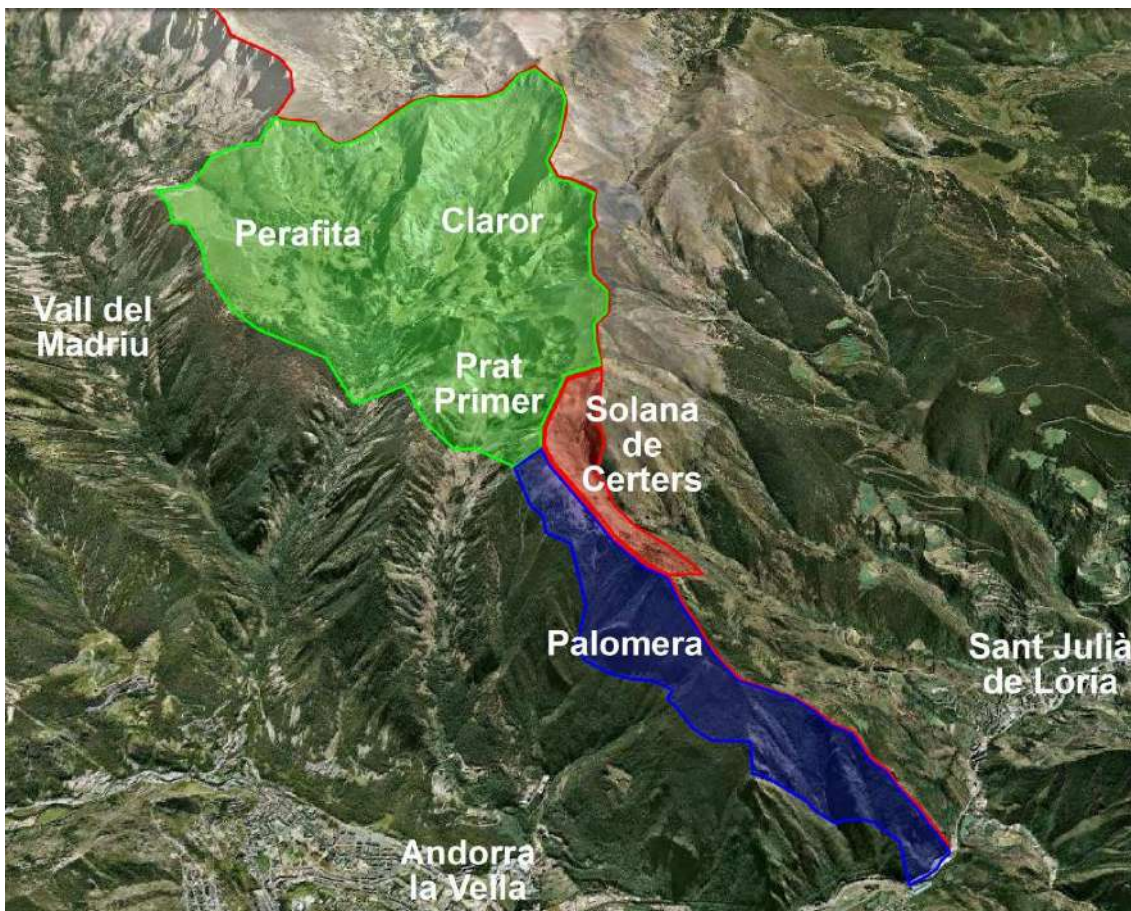 Perafita
Claror
Vall del
Madriu
Prat
Primer
Solana
de
Certers
Palomera
Sant Julià
de Lòria
Andorra
la Vella